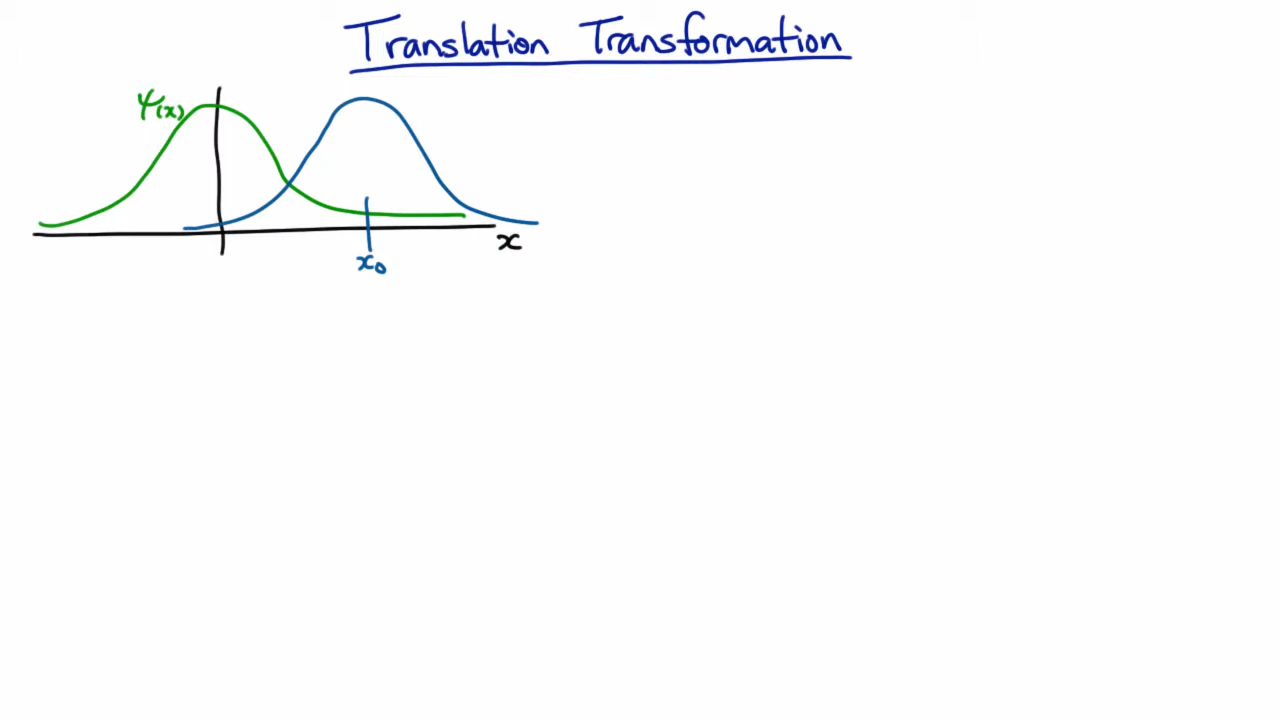 Translation Transformation
ψ(x)
x
x₀